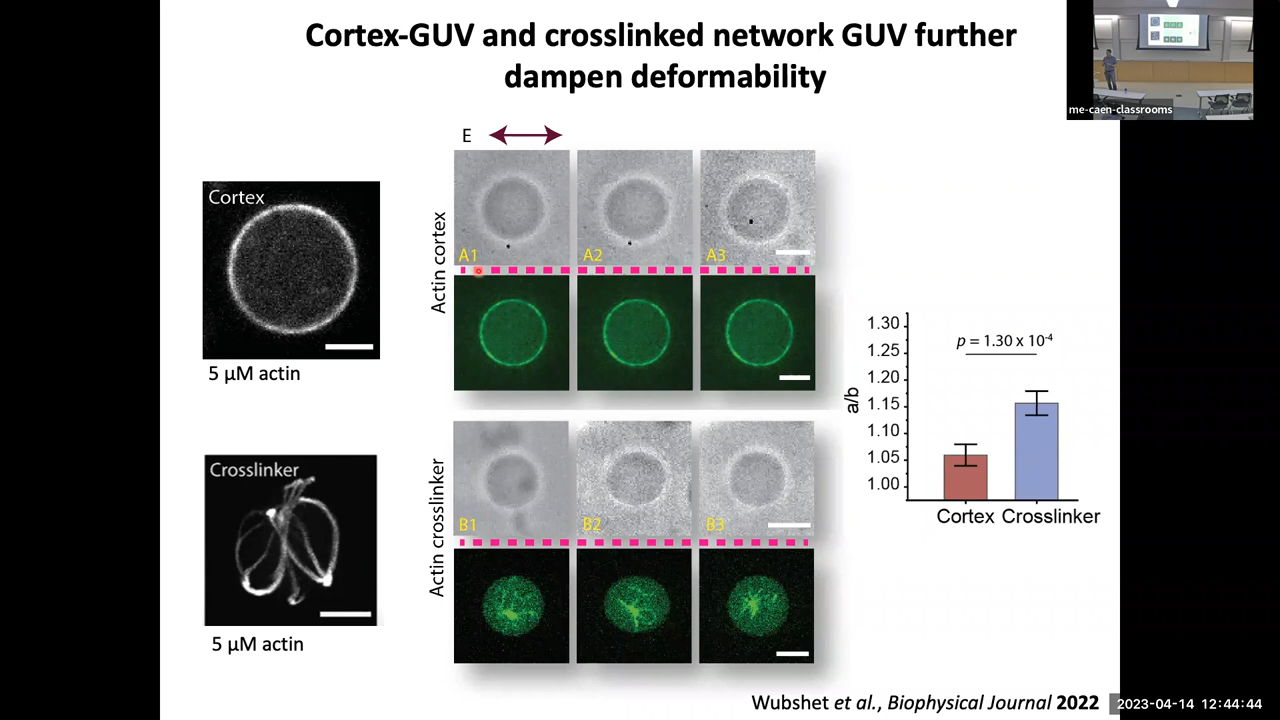 Cortex-GUV and crosslinked network GUV further
dampen deformability
me-caen-classrooms
E
Cortex
5 µM actin
Actin cortex
A1
A2
A3
Crosslinker
5 µM actin
Actin crosslinker
B1
B2
B3
a/b
1.30
1.25
1.20
1.15
1.10
1.05
1.00
p = 1.30 x 10⁻⁴
Cortex Crosslinker
Wubshet et al., Biophysical Journal 2022
2023-04-14 12:44:44